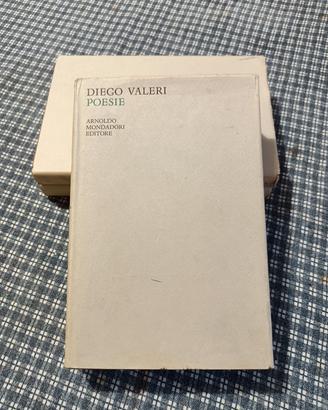 DIEGO VALERI
POESIE
ARNOLDO
MONDADORI
EDITORE